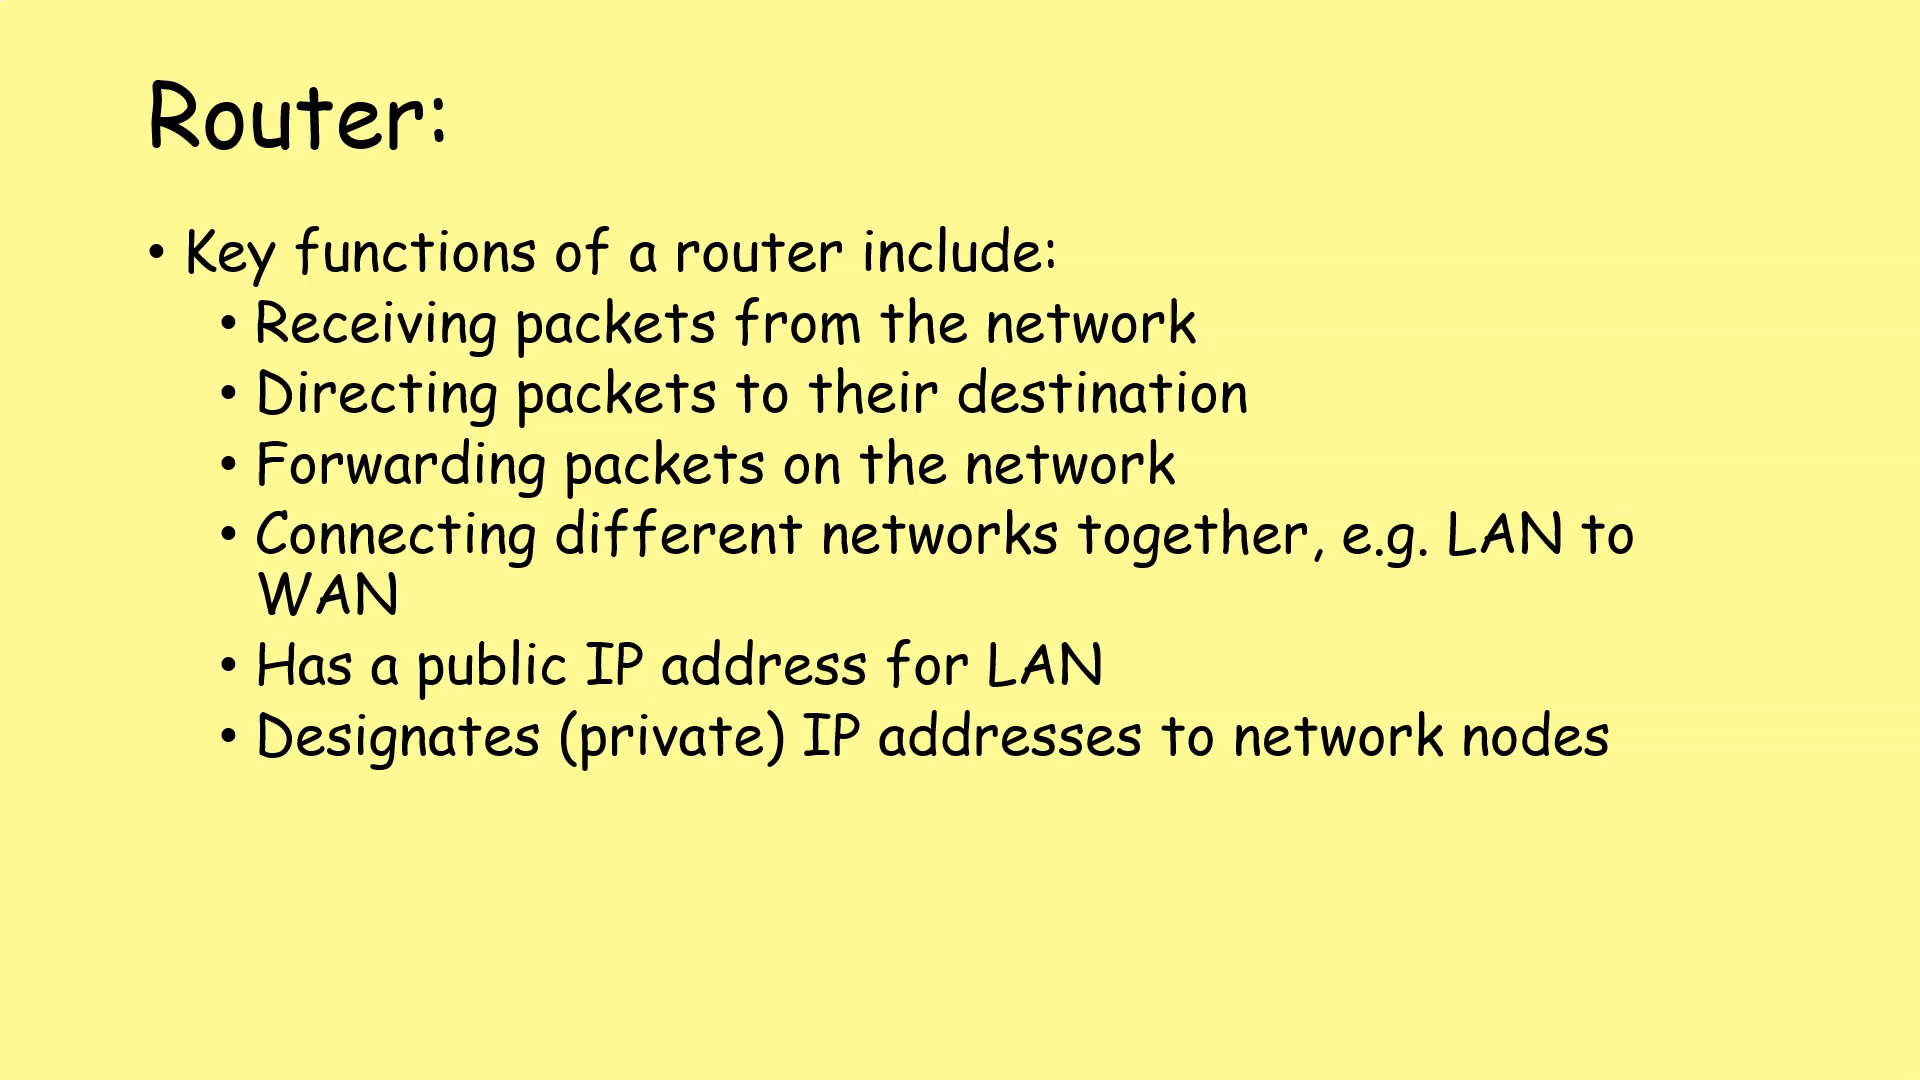 Router:
• Key functions of a router include:
• Receiving packets from the network
• Directing packets to their destination
• Forwarding packets on the network
• Connecting different networks together, e.g. LAN to
WAN
• Has a public IP address for LAN
• Designates (private) IP addresses to network nodes